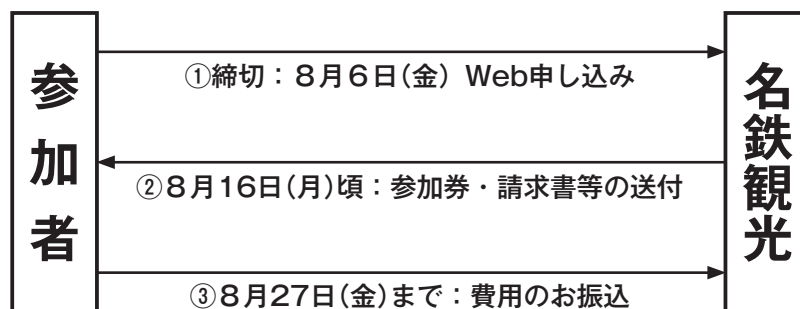 参加者
①締切：8月6日(金) Web申し込み
②8月16日(月)頃：参加券・請求書等の送付
③8月27日(金)まで：費用のお振込
名鉄観光